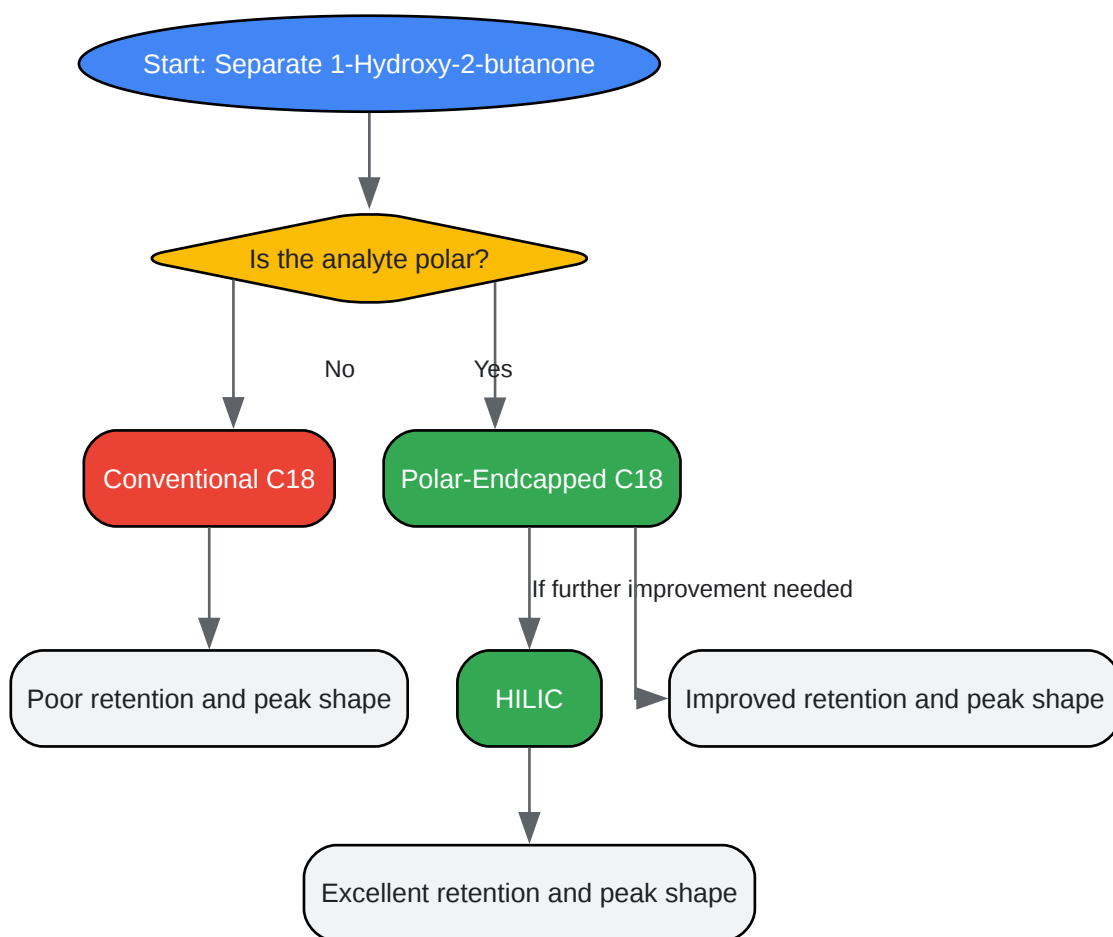 Start: Separate 1-Hydroxy-2-butanone
Is the analyte polar?
No
Yes
Conventional C18
Polar-Endcapped C18
If further improvement needed
Poor retention and peak shape
HILIC
Improved retention and peak shape
Excellent retention and peak shape